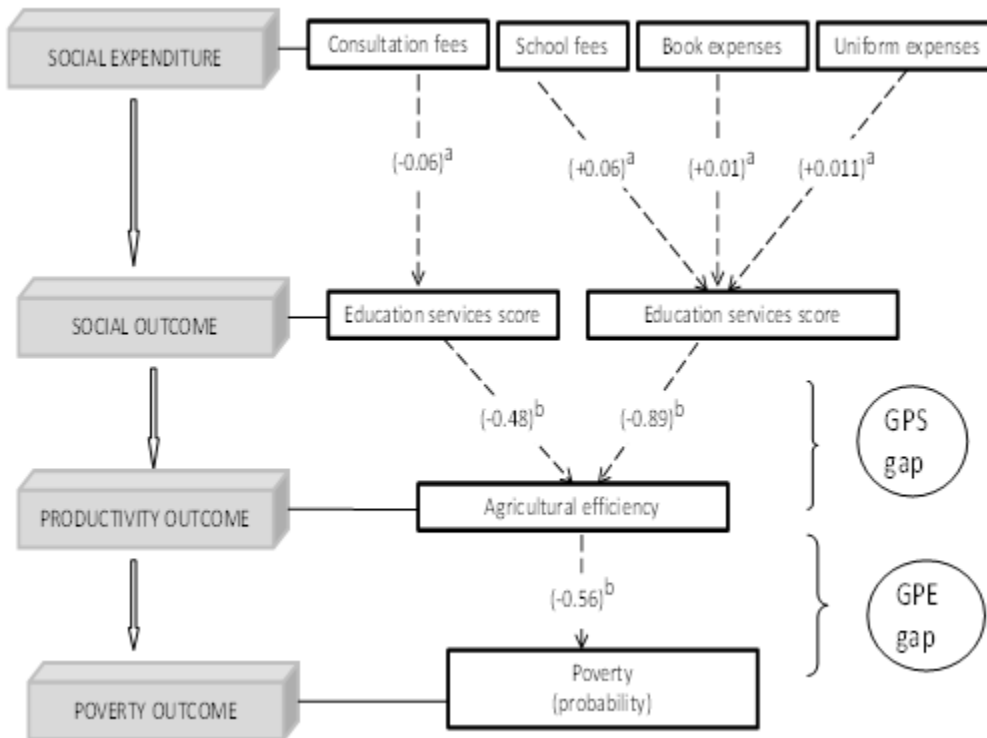 SOCIAL EXPENDITURE
Consultation fees
School fees
Book expenses
Uniform expenses
(-0.06)a
(+0.06)a
(+0.01)a
(+0.011)a
SOCIAL OUTCOME
Education services score
Education services score
(-0.48)b
(-0.89)b
GPS
gap
PRODUCTIVITY OUTCOME
Agricultural efficiency
(-0.56)b
GPE
gap
POVERTY OUTCOME
Poverty
(probability)